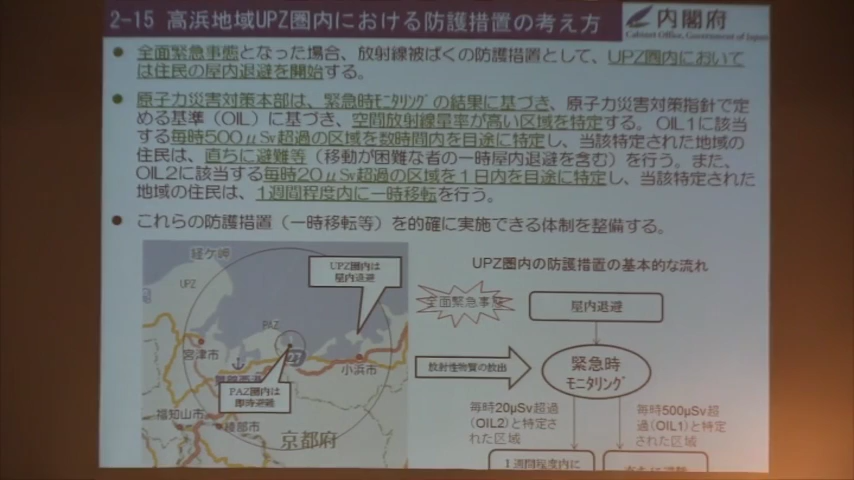 2-15 高浜地域UPZ圏内における防護措置の考え方
内閣府
Cabinet Office, Government of Japan
● 全面緊急事態となった場合、放射線被ばくの防護措置として、UPZ圏内において
は住民の屋内退避を開始する。
● 原子力災害対策本部は、緊急時モニタリングの結果に基づき、原子力災害対策指針で定
める基準（OIL）に基づき、空間放射線量率が高い区域を特定する。OIL1に該当
する毎時500μSv超過の区域を数時間内を目途に特定し、当該特定された地域の
住民は、直ちに避難等（移動が困難な者の一時屋内退避を含む）を行う。また、
OIL2に該当する毎時20μSv超過の区域を1日内を目途に特定し、当該特定された
地域の住民は、1週間程度内に一時移転を行う。
● これらの防護措置（一時移転等）を的確に実施できる体制を整備する。
経ケ岬
UPZ
UPZ圏内は
屋内退避
PAZ
27
宮津市
小浜市
PAZ圏内は
即時避難
福知山市
綾部市
京都府
UPZ圏内の防護措置の基本的な流れ
全面緊急事態
屋内退避
放射性物質の放出
緊急時
モニタリング
毎時20μSv超過
(OIL2)と特定さ
れた区域
毎時500μSv超
過(OIL1)と特定
された区域
1週間程度内に